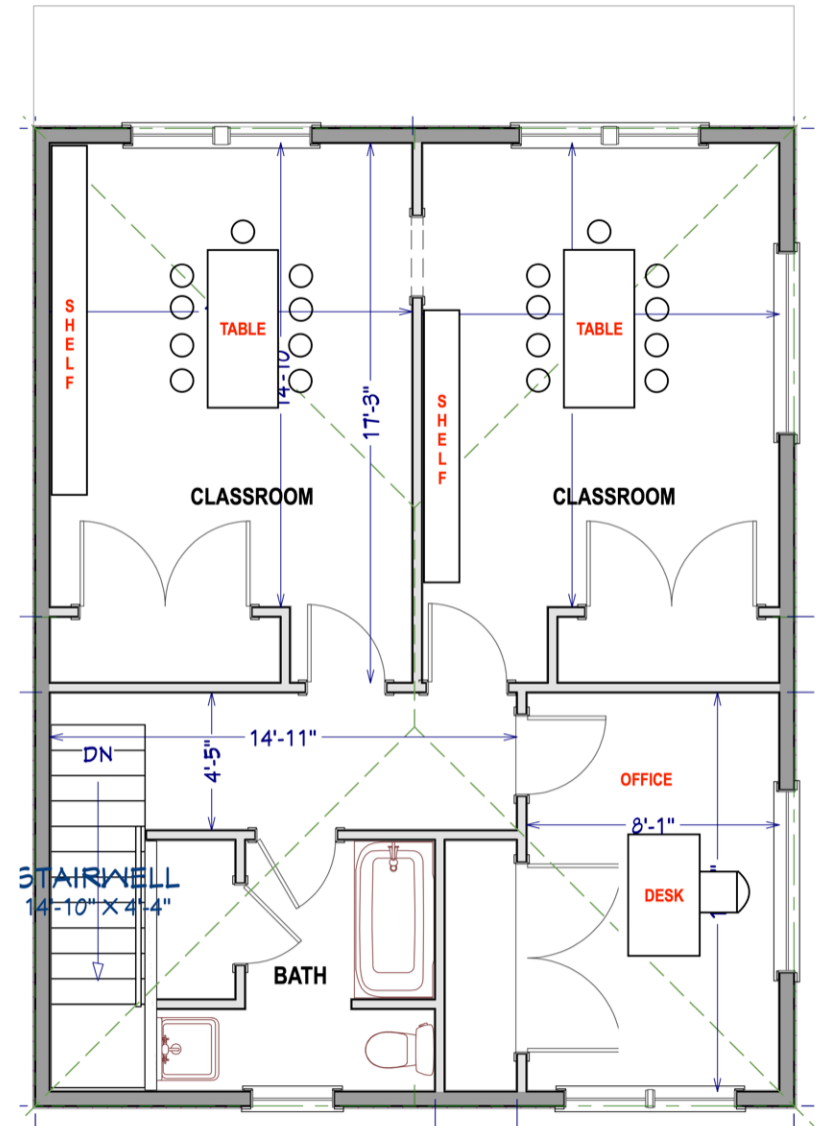 SHELF
TABLE
14'-10"
17'-3"
CLASSROOM
TABLE
SHELF
CLASSROOM
DN
14'-11"
4'-5"
OFFICE
8'-1"
STAIRWELL
14'-10" X 4'-4"
DESK
BATH